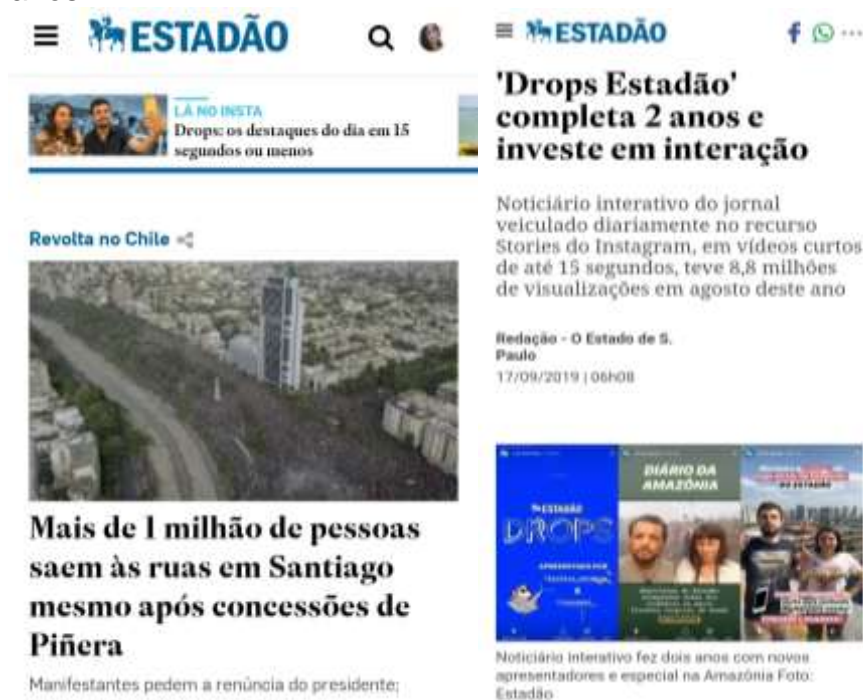 ESTADÃO
LÁ NO INSTA
Drops: os destaques do dia em 15
segundos ou menos
Revolta no Chile
Mais de 1 milhão de pessoas
saem às ruas em Santiago
mesmo após concessões de
Piñera
Manifestantes pedem a renúncia do presidente;
ESTADÃO
'Drops Estadão'
completa 2 anos e
investe em interação
Noticiário interativo do jornal
veiculado diariamente no recurso
Stories do Instagram, em vídeos curtos
de até 15 segundos, teve 8,8 milhões
de visualizações em agosto deste ano
Redação - O Estado de S.
Paulo
17/09/2019 | 06h08
ESTADÃO
DROPS
APRESENTADO POR
DIÁRIO DA
AMAZÔNIA
Noticiário interativo fez dois anos com novos
apresentadores e especial na Amazônia Foto:
Estadão